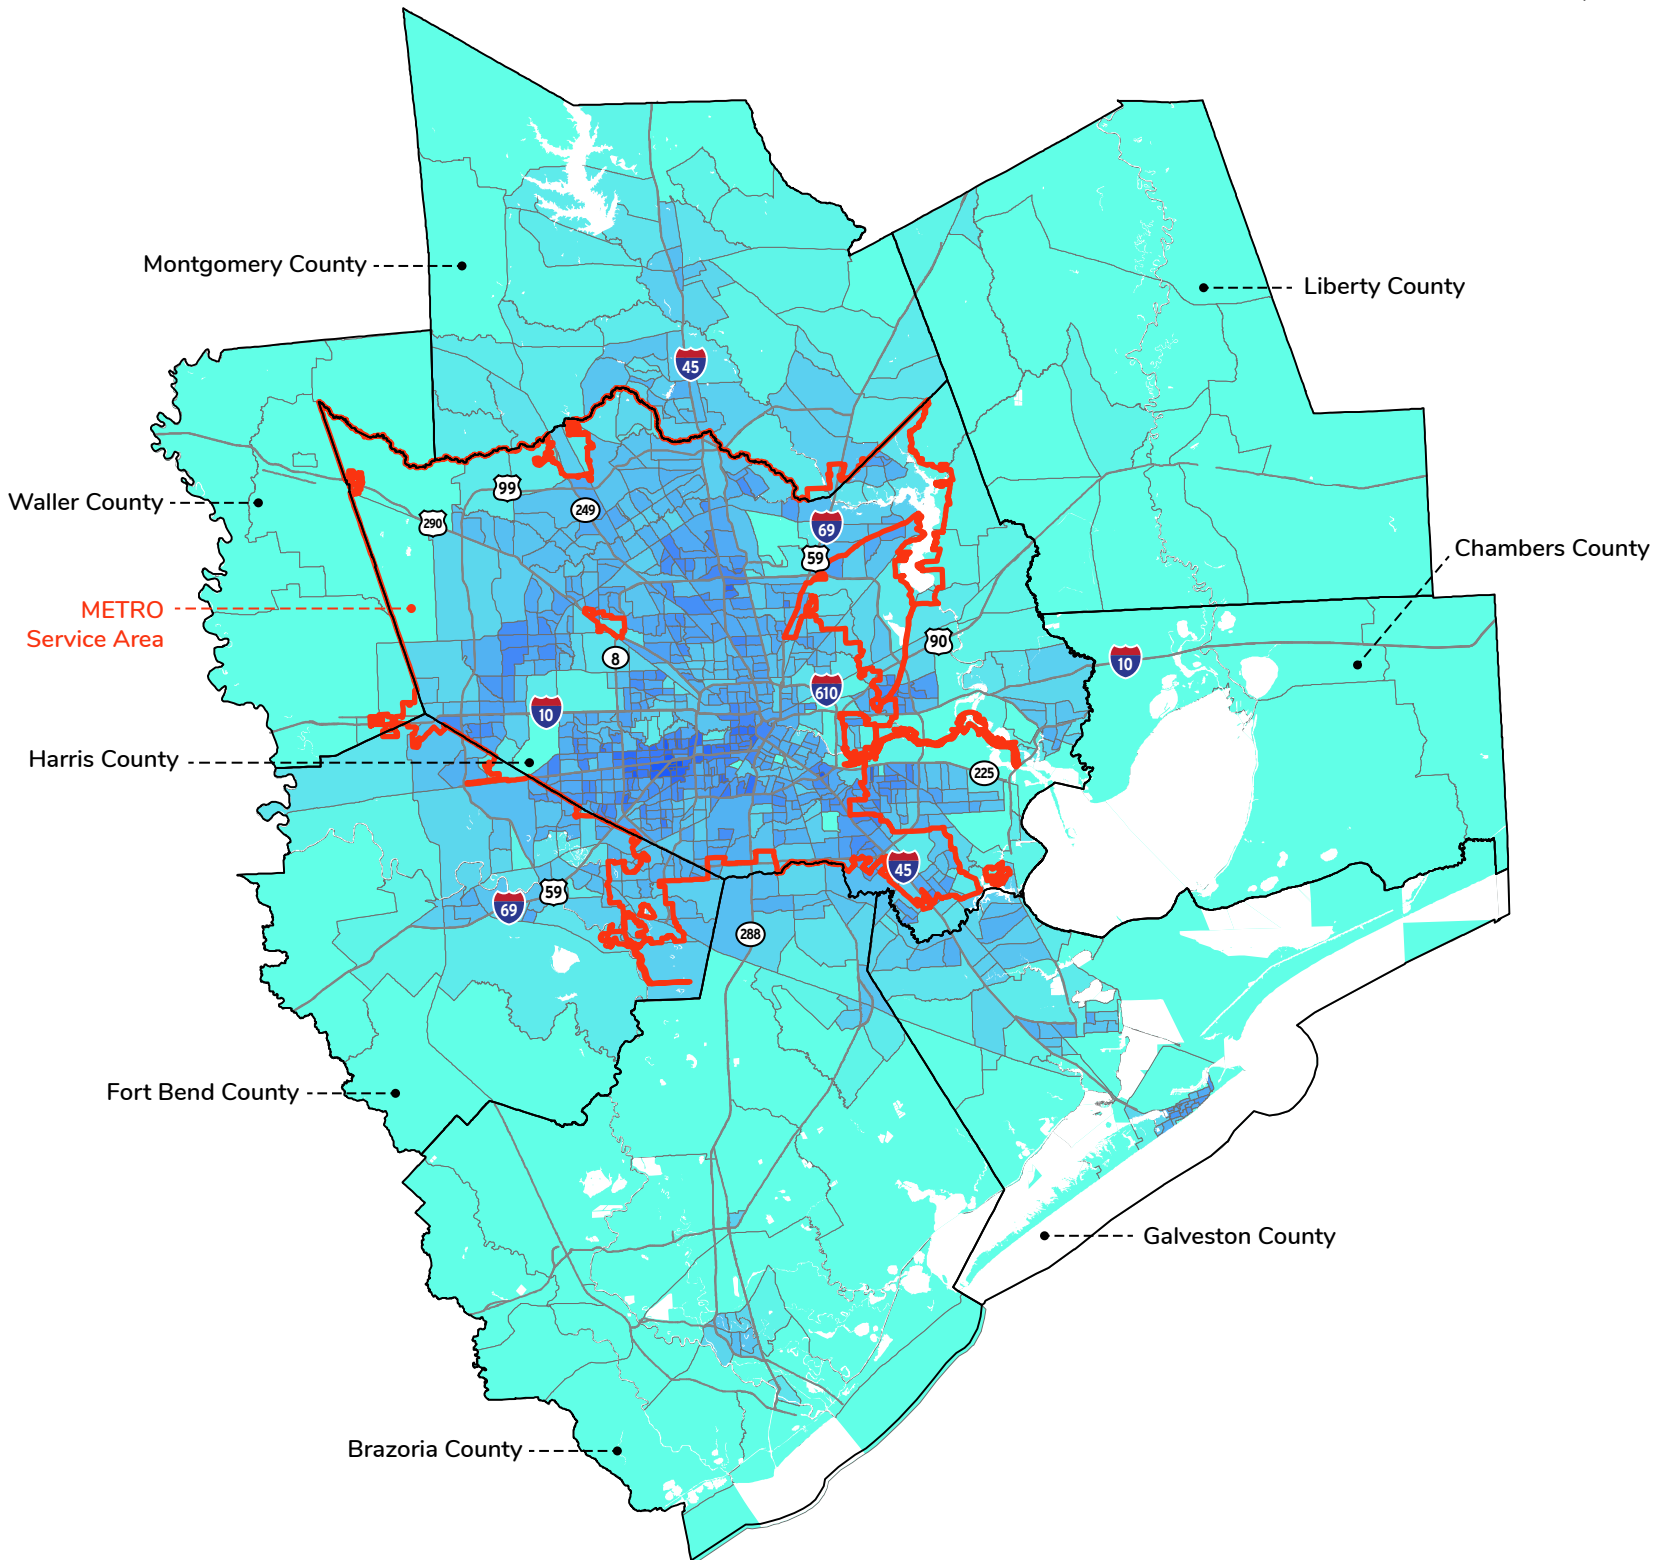 Montgomery County
Liberty County
45
Waller County
99
290
249
69
59
Chambers County
METRO
Service Area
90
8
10
610
10
Harris County
225
45
59
69
288
Fort Bend County
Galveston County
Brazoria County